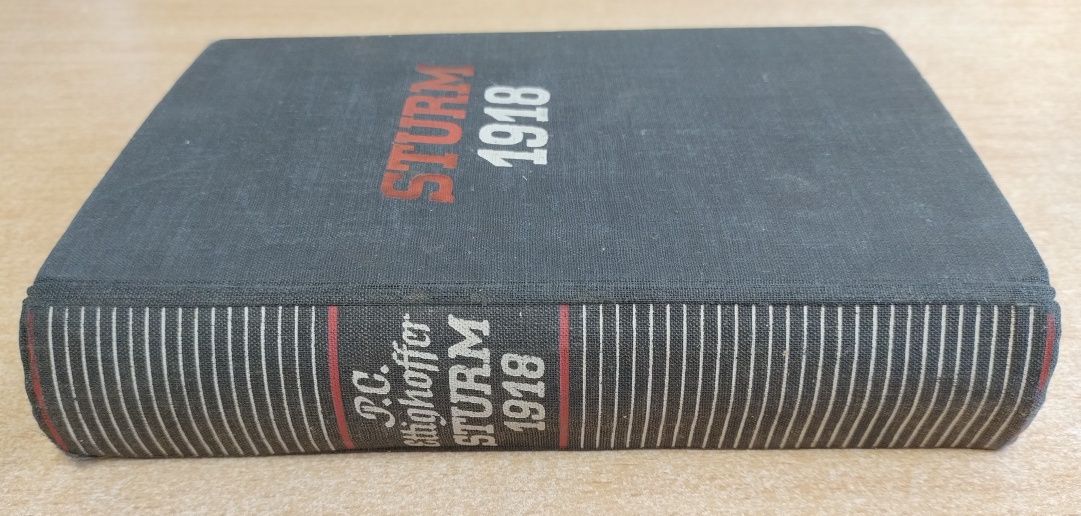 STURM
1918
P.C.
Ettighoffer
STURM
1918